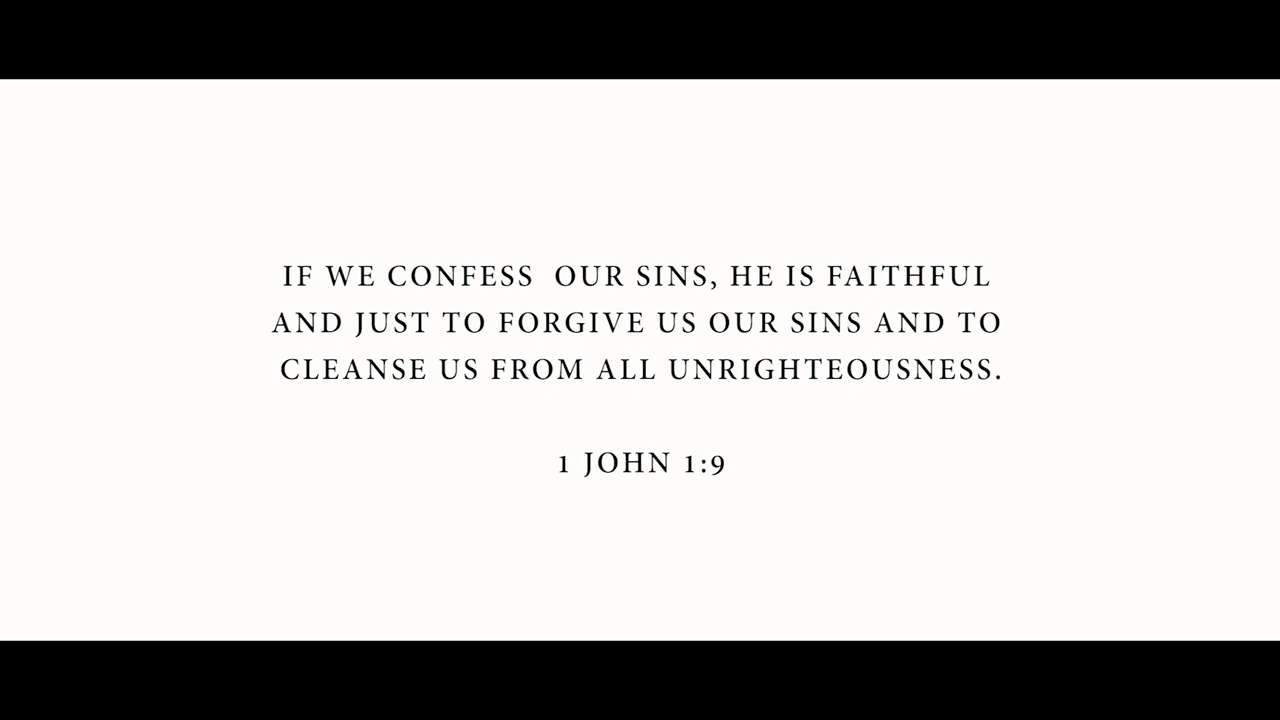 IF WE CONFESS  OUR SINS, HE IS FAITHFUL
AND JUST TO FORGIVE US OUR SINS AND TO
CLEANSE US FROM ALL UNRIGHTEOUSNESS.
1 JOHN 1:9